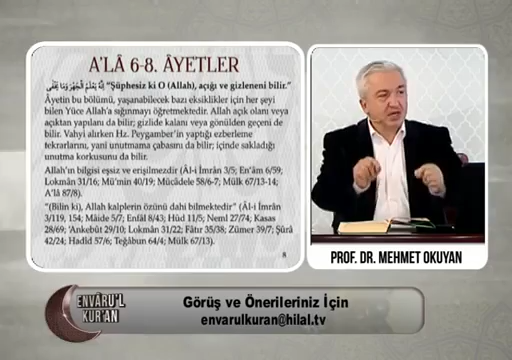 A'LÂ 6-8. ÂYETLER
إِنَّهُ يَعْلَمُ الْجَهْرَ وَمَا يَخْفَىٰ "Şüphesiz ki O (Allah), açığı ve gizleneni bilir."
Âyetin bu bölümü, yaşanabilecek bazı eksiklikler için her şeyi
bilen Yüce Allah'a sığınmayı öğretmektedir. Allah açık olanı veya
açıktan yapılanı da bilir; gizlide kalanı veya gönülden geçeni de
bilir. Vahyi alırken Hz. Peygamber'in yaptığı ezberleme
tekrarlarını, yani unutmama çabasını da bilir; içinde sakladığı
unutma korkusunu da bilir.
Allah'ın bilgisi eşsiz ve erişilmezdir (Âl-i İmrân 3/5; En'âm 6/59;
Lokmân 31/16; Mü'min 40/19; Mücâdele 58/6-7; Mülk 67/13-14;
A'lâ 87/8).
"(Bilin ki), Allah kalplerin özünü dahi bilmektedir" (Âl-i İmrân
3/119, 154; Mâide 5/7; Enfâl 8/43; Hûd 11/5; Neml 27/74; Kasas
28/69; 'Ankebût 29/10; Lokmân 31/22; Fâtır 35/38; Zümer 39/7; Şûrâ
42/24; Hadîd 57/6; Teğâbun 64/4; Mülk 67/13).
8
PROF. DR. MEHMET OKUYAN
ENVÂRU'L
KUR'AN
Görüş ve Önerileriniz İçin
envarulkuran@hilal.tv